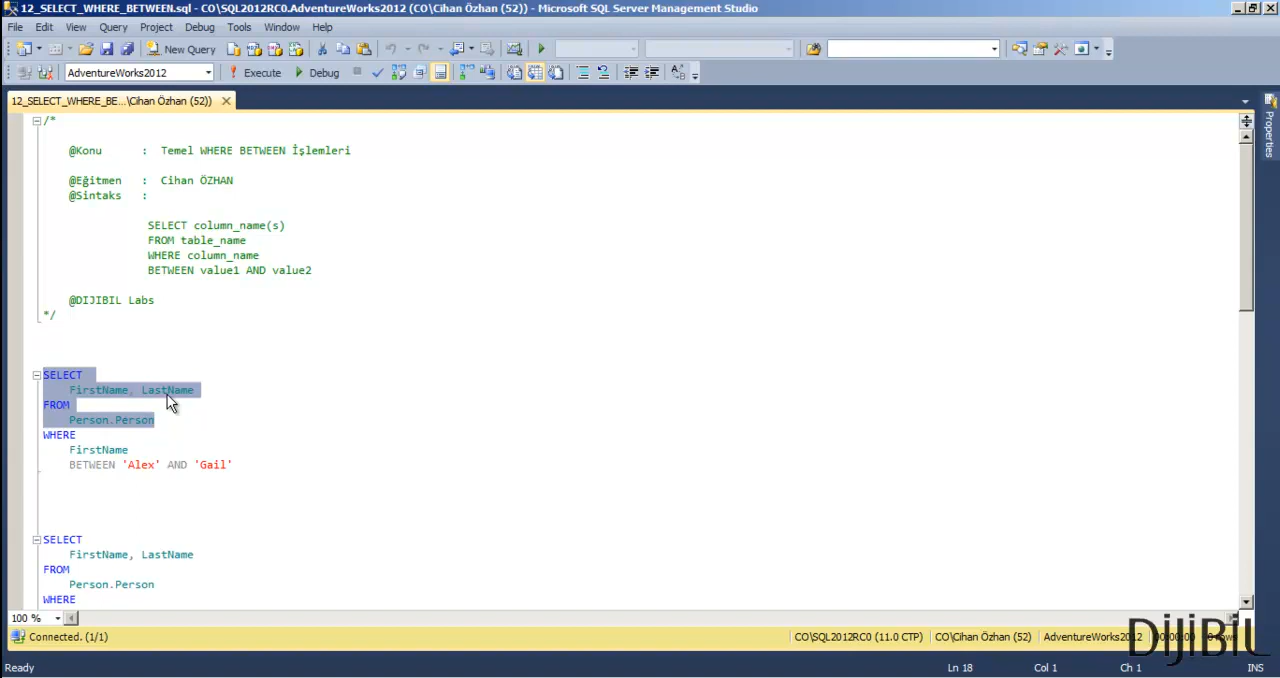 12_SELECT_WHERE_BETWEEN.sql - CO\SQL2012RC0.AdventureWorks2012 (CO\Cihan Özhan (52)) - Microsoft SQL Server Management Studio
File Edit View Query Project Debug Tools Window Help
New Query
AdventureWorks2012 Execute Debug
12_SELECT_WHERE_BE...\Cihan Özhan (52))
Properties
/*
@Konu : Temel WHERE BETWEEN İşlemleri
@Eğitmen : Cihan ÖZHAN
@Sintaks :
SELECT column_name(s)
FROM table_name
WHERE column_name
BETWEEN value1 AND value2
@DIJIBIL Labs
*/
SELECT
FirstName, LastName
FROM
Person.Person
WHERE
FirstName
BETWEEN 'Alex' AND 'Gail'
SELECT
FirstName, LastName
FROM
Person.Person
WHERE
100 %
Connected. (1/1) CO\SQL2012RC0 (11.0 CTP) CO\Cihan Özhan (52) AdventureWorks2012 00:00:00 0 rows
DIJIBIL
Ready Ln 18 Col 1 Ch 1 INS